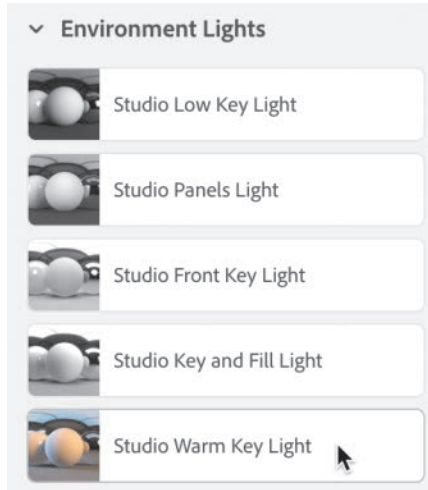 Environment Lights
Studio Low Key Light
Studio Panels Light
Studio Front Key Light
Studio Key and Fill Light
Studio Warm Key Light